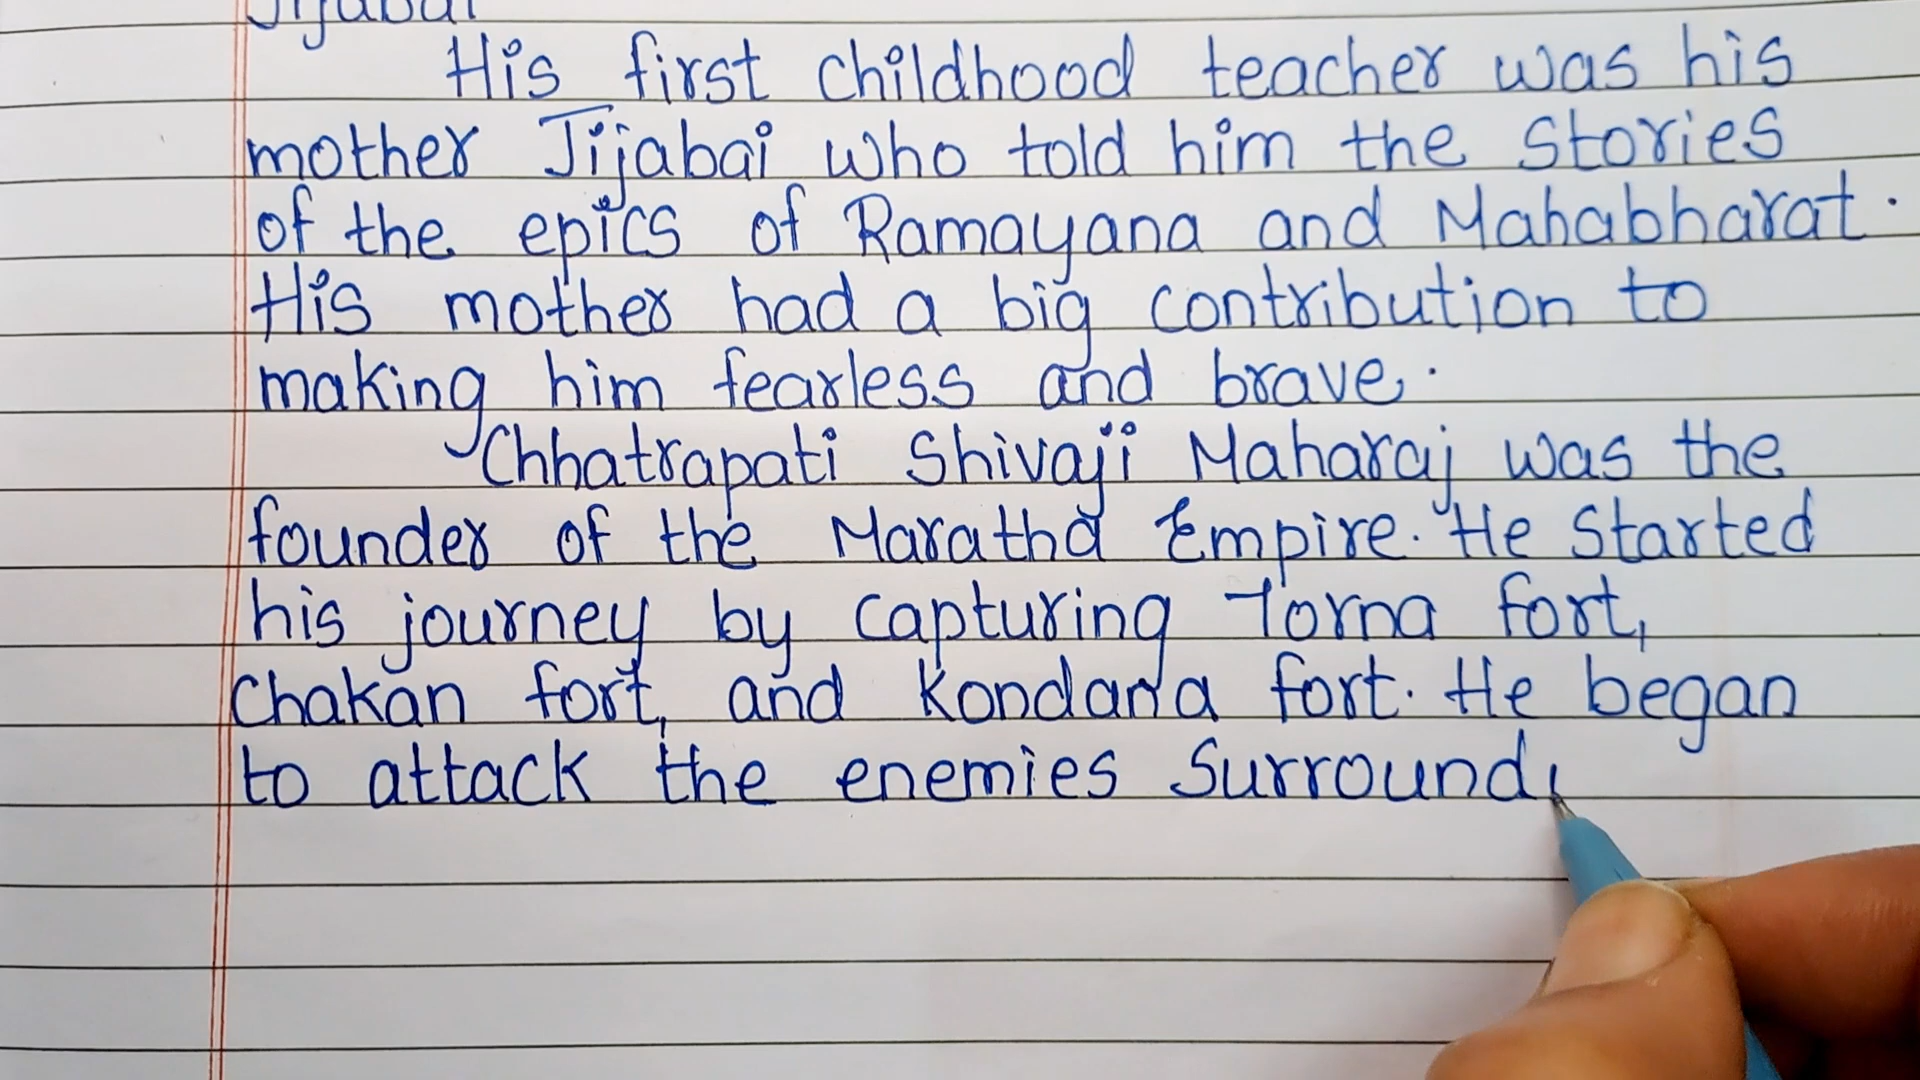 Jijabai
His first childhood teacher was his
mother Jijabai who told him the stories
of the epics of Ramayana and Mahabharat.
His mother had a big contribution to
making him fearless and brave.
Chhatrapati Shivaji Maharaj was the
founder of the Maratha Empire. He started
his journey by capturing Torna fort,
Chakan fort, and Kondana fort. He began
to attack the enemies surroundi